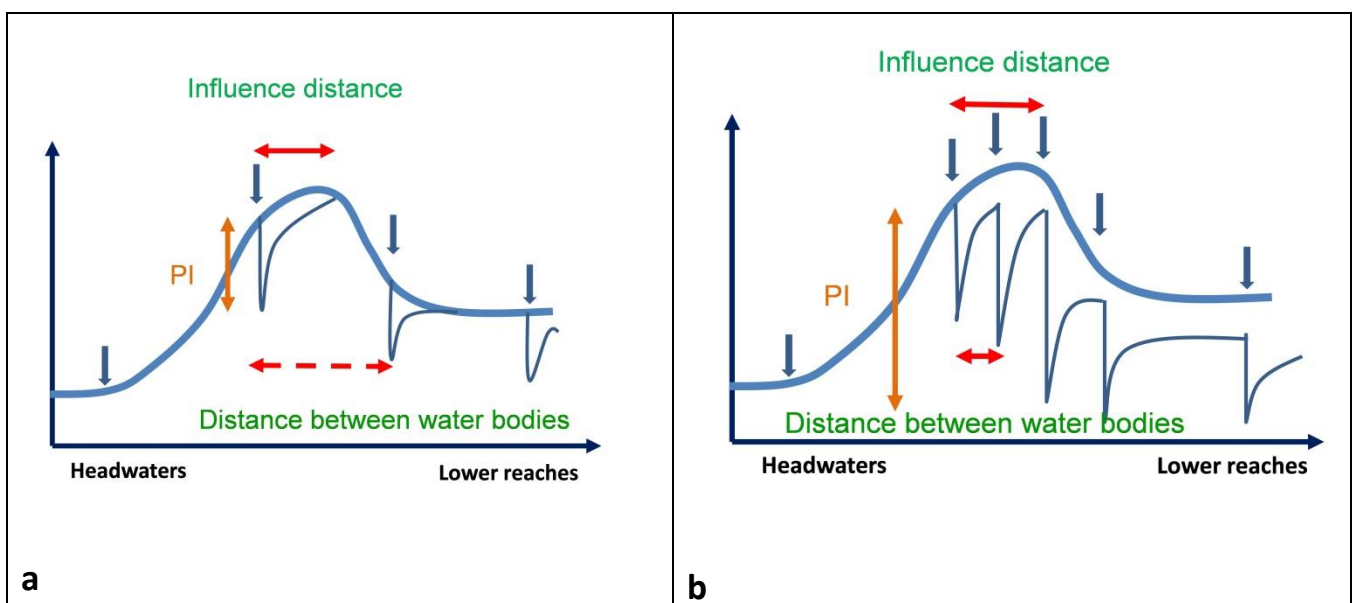 Influence distance
PI
Distance between water bodies
Headwaters
Lower reaches
a
Influence distance
PI
Distance between water bodies
Headwaters
Lower reaches
b